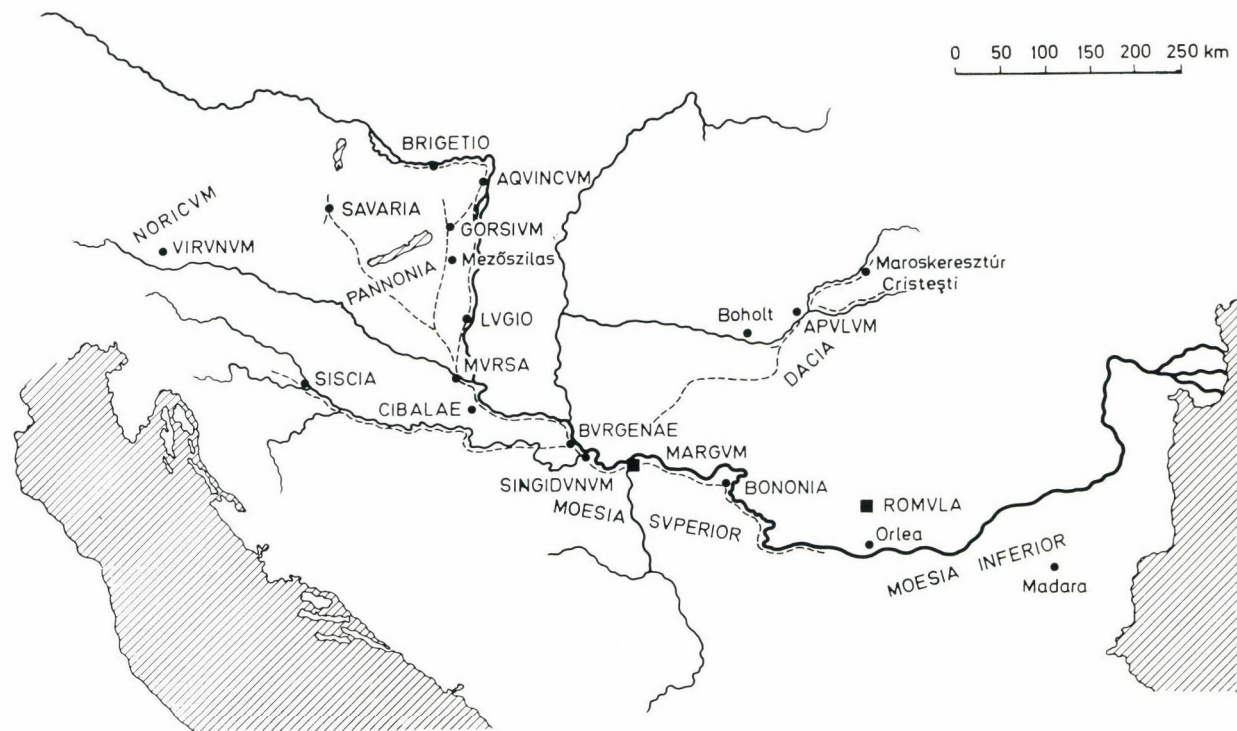 0 50 100 150 200 250 km
BRIGETIO
AQVINCVM
NORICVM
SAVARIA
GORSIVM
VIRVNVM
Mezőszilas
PANNONIA
Maroskeresztúr
Cristeşti
LVGIO
Boholt
APVLVM
DACIA
MVRSA
SISCIA
CIBALAE
BVRGENAE
MARGVM
SINGIDVNVM
BONONIA
MOESIA SVPERIOR
ROMVLA
Orlea
MOESIA INFERIOR
Madara